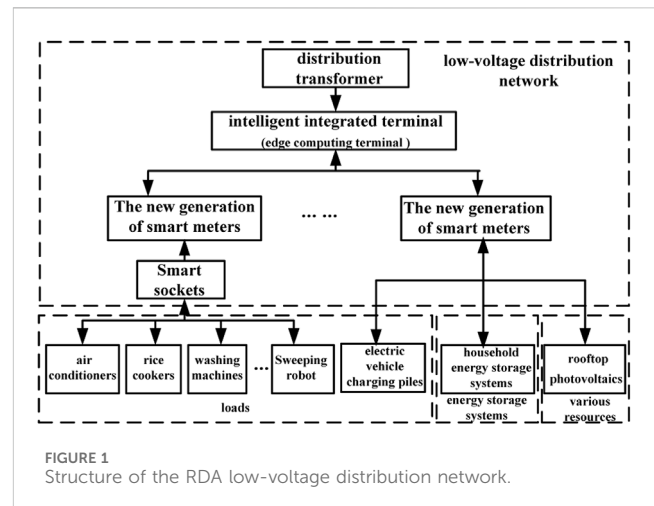 distribution
transformer
low-voltage distribution
network
intelligent integrated terminal
(edge computing terminal )
The new generation
of smart meters
... ...
The new generation
of smart meters
Smart
sockets
air
conditioners
rice
cookers
washing
machines
...
Sweeping
robot
electric
vehicle
charging piles
household
energy storage
systems
rooftop
photovoltaics
loads
energy storage
systems
various
resources
FIGURE 1
Structure of the RDA low-voltage distribution network.